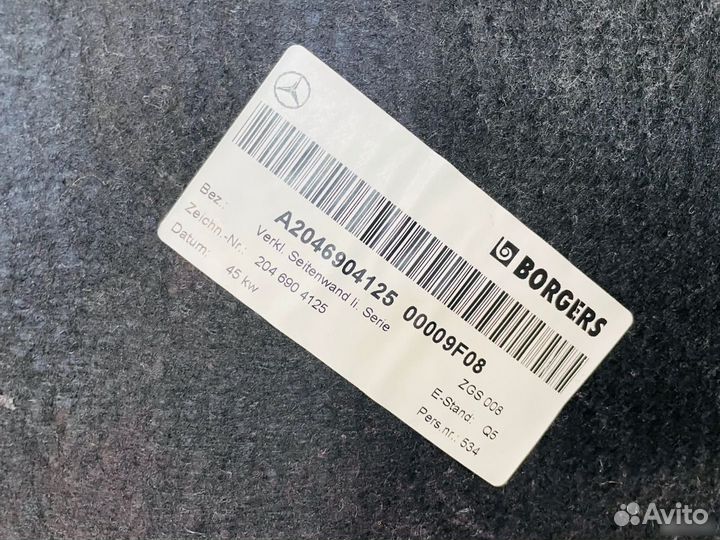 BORGERS
A2046904125 00009F08
Bez.: Verkl. Seitenwand li. Serie
Zeichn.-Nr.: 204 690 4125 ZGS 008
Datum: 45 kw E-Stand: Q5
Pers.nr.: 534
Avito